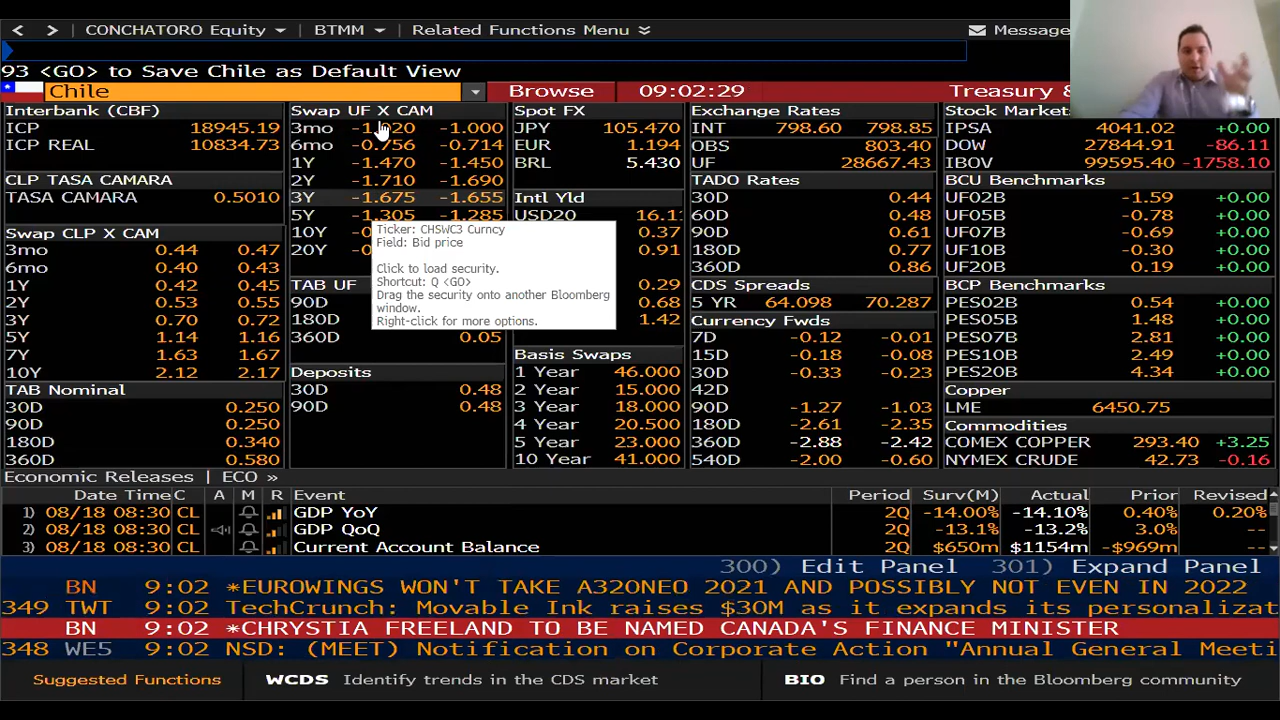 < > CONCHATORO Equity BTMM Related Functions Menu Message
93 <GO> to Save Chile as Default View
Chile Browse 09:02:29 Treasury &
Interbank (CBF)
ICP 18945.19
ICP REAL 10834.73
CLP TASA CAMARA
TASA CAMARA 0.5010
Swap CLP X CAM
3mo 0.44 0.47
6mo 0.40 0.43
1Y 0.42 0.45
2Y 0.53 0.55
3Y 0.70 0.72
5Y 1.14 1.16
7Y 1.63 1.67
10Y 2.12 2.17
TAB Nominal
30D 0.250
90D 0.250
180D 0.340
360D 0.580
Swap UF X CAM
3mo -1.000
6mo -0.756 -0.714
1Y -1.470 -1.450
2Y -1.710 -1.690
3Y -1.675 -1.655
5Y -1.305 -1.285
10Y
20Y
Ticker: CHSWC3 Curncy
Field: Bid price
Click to load security.
Shortcut: Q <GO>
Drag the security onto another Bloomberg
window.
Right-click for more options.
TAB UF
90D
180D
360D 0.05
Deposits
30D 0.48
90D 0.48
Spot FX
JPY 105.470
EUR 1.194
BRL 5.430
Intl Yld
USD20 16.11
0.37
0.91
0.29
0.68
1.42
Basis Swaps
1 Year 46.000
2 Year 15.000
3 Year 18.000
4 Year 20.500
5 Year 23.000
10 Year 41.000
Exchange Rates
INT 798.60 798.85
OBS 803.40
UF 28667.43
TADO Rates
30D 0.44
60D 0.48
90D 0.61
180D 0.77
360D 0.86
CDS Spreads
5 YR 64.098 70.287
Currency Fwds
7D -0.12 -0.01
15D -0.18 -0.08
30D -0.33 -0.23
42D
90D -1.27 -1.03
180D -2.61 -2.35
360D -2.88 -2.42
540D -2.00 -0.60
Stock Market
IPSA 4041.02 +0.00
DOW 27844.91 -86.11
IBOV 99595.40 -1758.10
BCU Benchmarks
UF02B -1.59 +0.00
UF05B -0.78 +0.00
UF07B -0.69 +0.00
UF10B -0.30 +0.00
UF20B 0.19 +0.00
BCP Benchmarks
PES02B 0.54 +0.00
PES05B 1.48 +0.00
PES07B 2.81 +0.00
PES10B 2.49 +0.00
PES20B 4.34 +0.00
Copper
LME 6450.75
Commodities
COMEX COPPER 293.40 +3.25
NYMEX CRUDE 42.73 -0.16
Economic Releases | ECO »
Date Time C A M R Event Period Surv(M) Actual Prior Revised
1) 08/18 08:30 CL GDP YoY 2Q -14.00% -14.10% 0.40% 0.20%
2) 08/18 08:30 CL GDP QoQ 2Q -13.1% -13.2% 3.0% --
3) 08/18 08:30 CL Current Account Balance 2Q $650m $1154m -$969m --
300) Edit Panel 301) Expand Panel
BN 9:02 *EUROWINGS WON'T TAKE A320NEO 2021 AND POSSIBLY NOT EVEN IN 2022
349 TWT 9:02 TechCrunch: Movable Ink raises $30M as it expands its personalizat
BN 9:02 *CHRYSTIA FREELAND TO BE NAMED CANADA'S FINANCE MINISTER
348 WE5 9:02 NSD: (MEET) Notification on Corporate Action "Annual General Meeti
Suggested Functions WCDS Identify trends in the CDS market BIO Find a person in the Bloomberg community